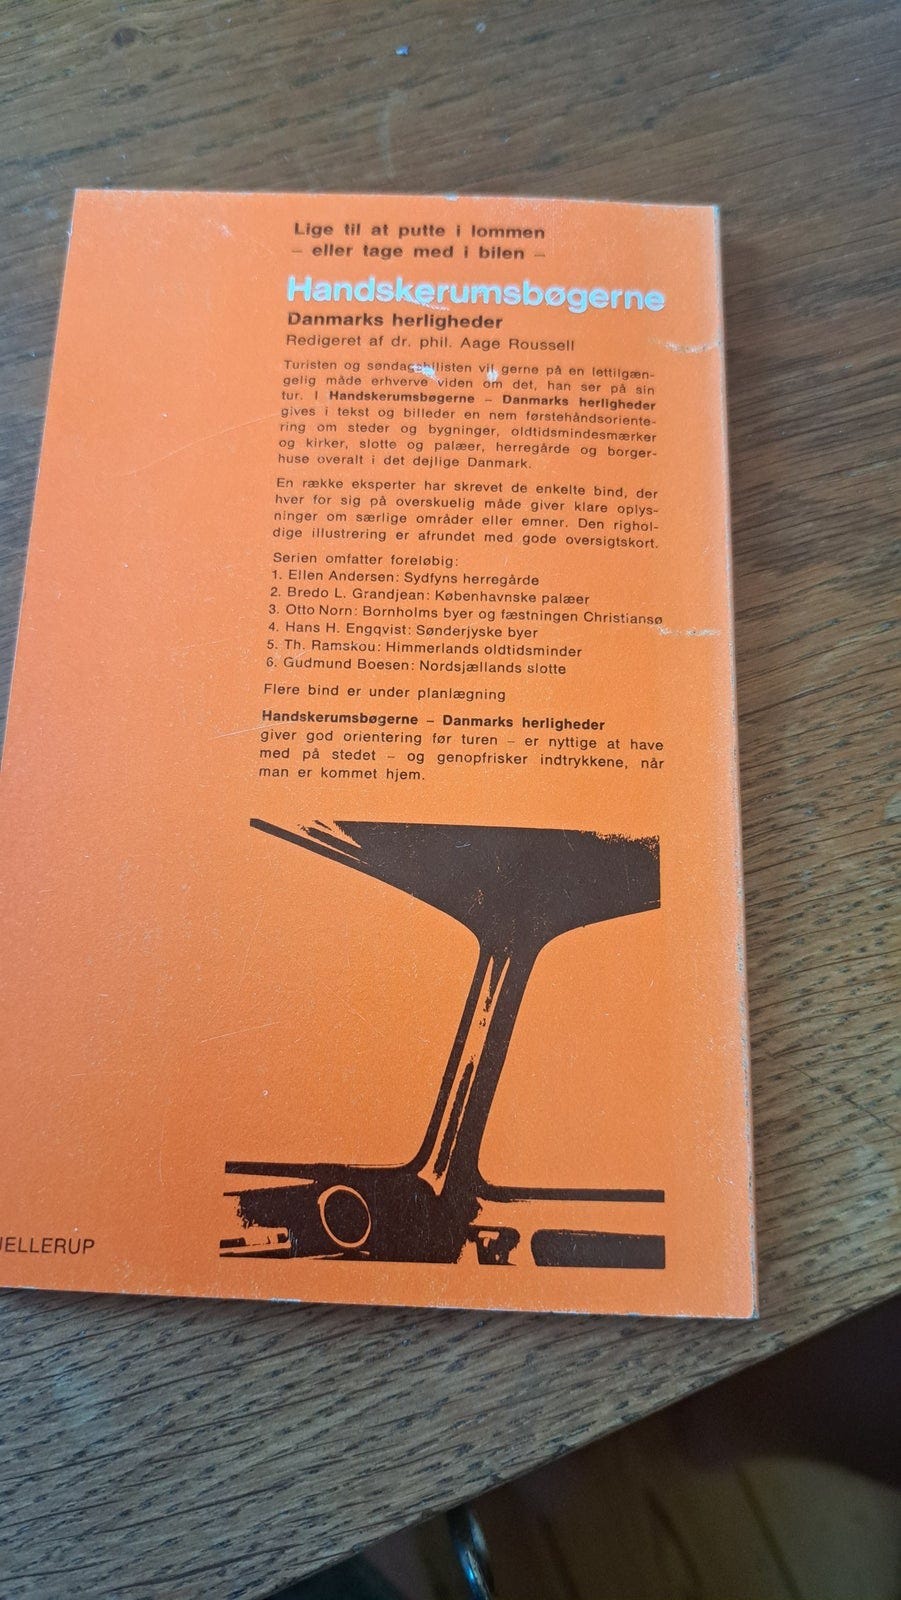 Lige til at putte i lommen
– eller tage med i bilen –
Handskerumsbøgerne
Danmarks herligheder
Redigeret af dr. phil. Aage Roussell
Turisten og søndagsbilisten vil gerne på en lettilgæn-
gelig måde erhverve viden om det, han ser på sin
tur. I Handskerumsbøgerne – Danmarks herligheder
gives i tekst og billeder en nem førstehåndsoriente-
ring om steder og bygninger, oldtidsmindesmærker
og kirker, slotte og palæer, herregårde og borger-
huse overalt i det dejlige Danmark.
En række eksperter har skrevet de enkelte bind, der
hver for sig på overskuelig måde giver klare oplys-
ninger om særlige områder eller emner. Den righol-
dige illustrering er afrundet med gode oversigtskort.
Serien omfatter foreløbig:
1. Ellen Andersen: Sydfyns herregårde
2. Bredo L. Grandjean: Københavnske palæer
3. Otto Norn: Bornholms byer og fæstningen Christiansø
4. Hans H. Engqvist: Sønderjyske byer
5. Th. Ramskou: Himmerlands oldtidsminder
6. Gudmund Boesen: Nordsjællands slotte
Flere bind er under planlægning
Handskerumsbøgerne – Danmarks herligheder
giver god orientering før turen – er nyttige at have
med på stedet – og genopfrisker indtrykkene, når
man er kommet hjem.
JELLERUP